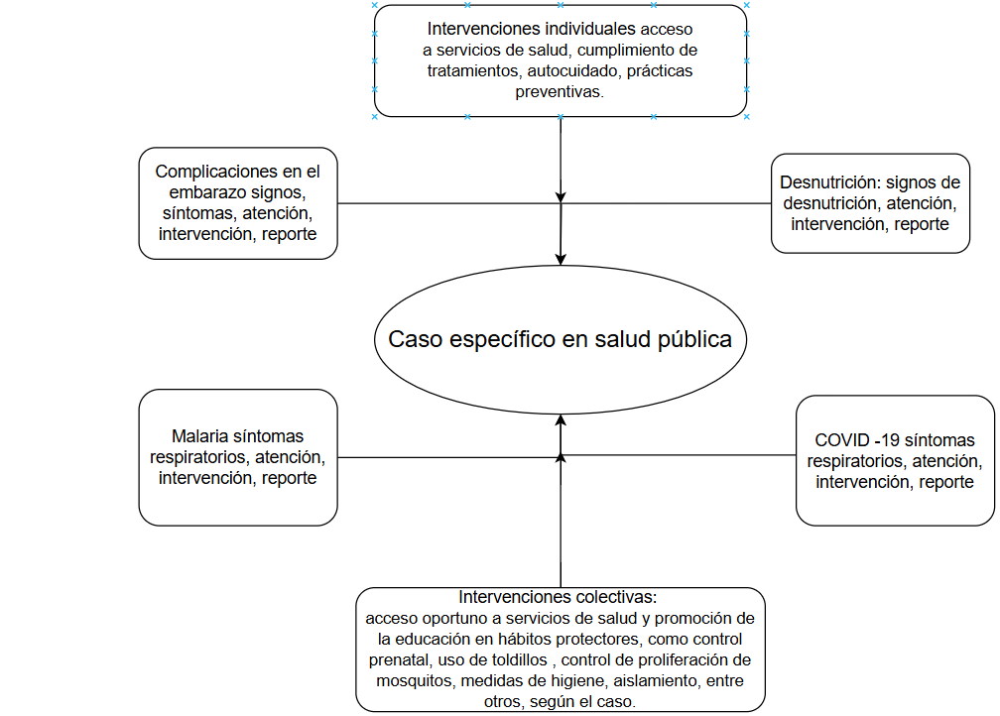 Intervenciones individuales acceso
a servicios de salud, cumplimiento de
tratamientos, autocuidado, prácticas
preventivas.
Complicaciones en el
embarazo signos,
síntomas, atención,
intervención, reporte
Desnutrición: signos de
desnutrición, atención,
intervención, reporte
Caso específico en salud pública
Malaria síntomas
respiratorios, atención,
intervención, reporte
COVID -19 síntomas
respiratorios, atención,
intervención, reporte
Intervenciones colectivas:
acceso oportuno a servicios de salud y promoción de
la educación en hábitos protectores, como control
prenatal, uso de toldillos , control de proliferación de
mosquitos, medidas de higiene, aislamiento, entre
otros, según el caso.